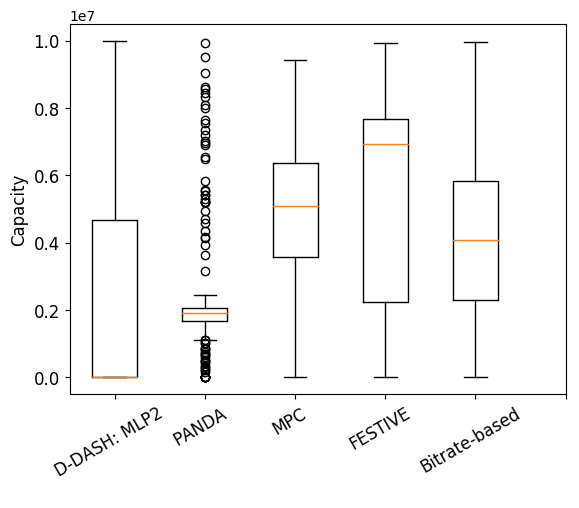 1e7
1.0
0.8
0.6
0.4
0.2
0.0
Capacity
D-DASH: MLP2
PANDA
MPC
FESTIVE
Bitrate-based